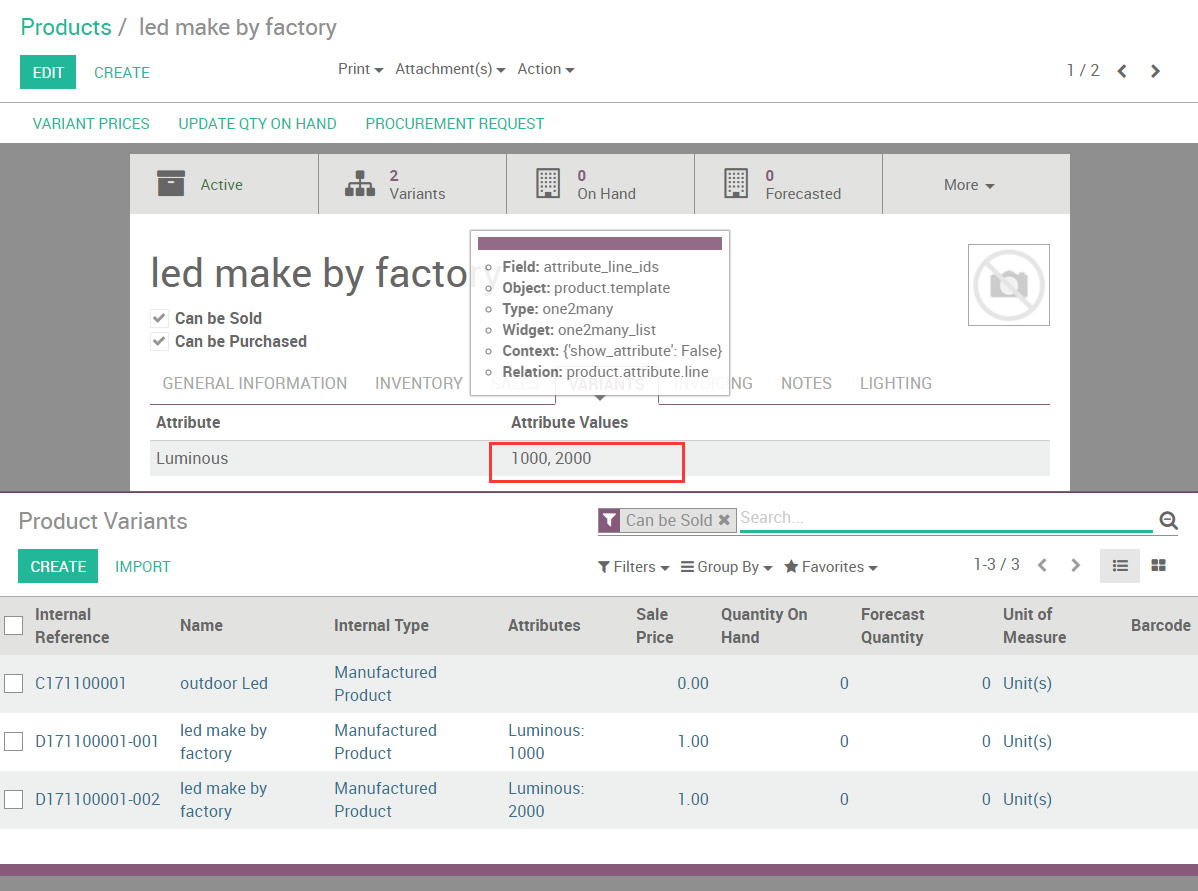 Products / led make by factory
EDIT CREATE Print Attachment(s) Action 1 / 2
VARIANT PRICES UPDATE QTY ON HAND PROCUREMENT REQUEST
Active
2
Variants
0
On Hand
0
Forecasted
More
led make by factory
Can be Sold
Can be Purchased
Field: attribute_line_ids
Object: product.template
Type: one2many
Widget: one2many_list
Context: {'show_attribute': False}
Relation: product.attribute.line
GENERAL INFORMATION INVENTORY SALES VARIANTS INVOICING NOTES LIGHTING
Attribute Attribute Values
Luminous 1000, 2000
Product Variants Can be Sold Search...
CREATE IMPORT Filters Group By Favorites 1-3 / 3
Internal Reference Name Internal Type Attributes Sale Price Quantity On Hand Forecast Quantity Unit of Measure Barcode
C171100001 outdoor Led Manufactured Product 0.00 0 0 Unit(s)
D171100001-001 led make by factory Manufactured Product Luminous: 1000 1.00 0 0 Unit(s)
D171100001-002 led make by factory Manufactured Product Luminous: 2000 1.00 0 0 Unit(s)